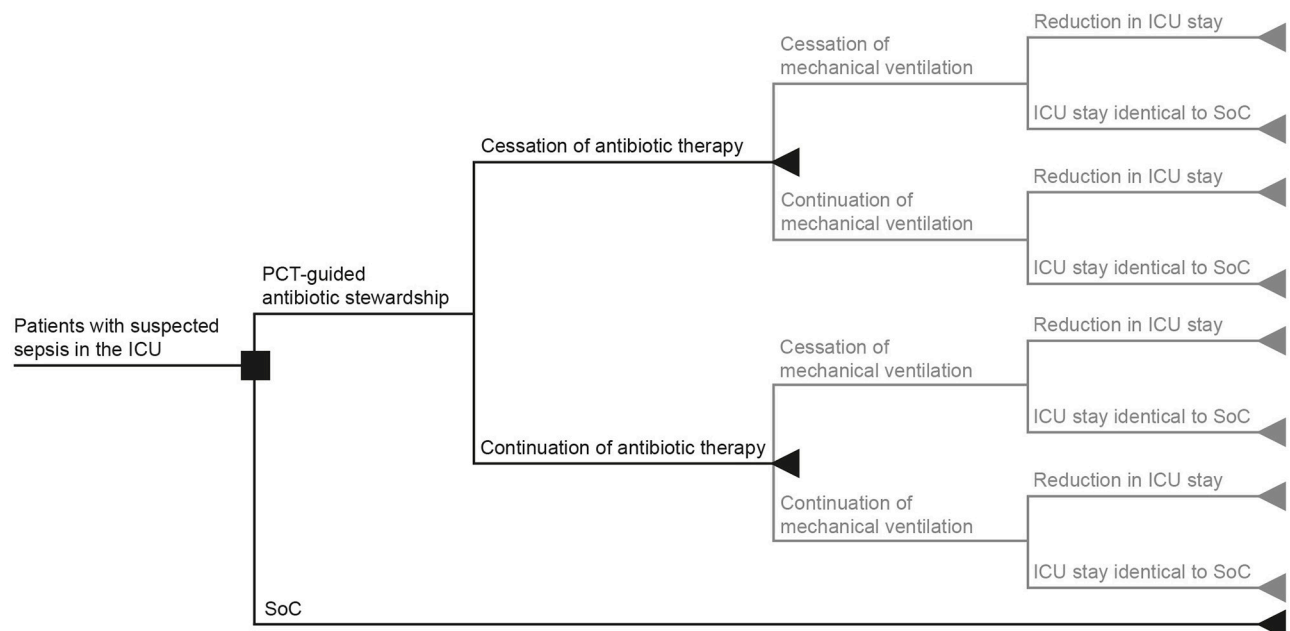 Reduction in ICU stay
Cessation of
mechanical ventilation
ICU stay identical to SoC
Cessation of antibiotic therapy
Reduction in ICU stay
Continuation of
mechanical ventilation
ICU stay identical to SoC
PCT-guided
antibiotic stewardship
Patients with suspected
sepsis in the ICU
Reduction in ICU stay
Cessation of
mechanical ventilation
ICU stay identical to SoC
Continuation of antibiotic therapy
Reduction in ICU stay
Continuation of
mechanical ventilation
ICU stay identical to SoC
SoC